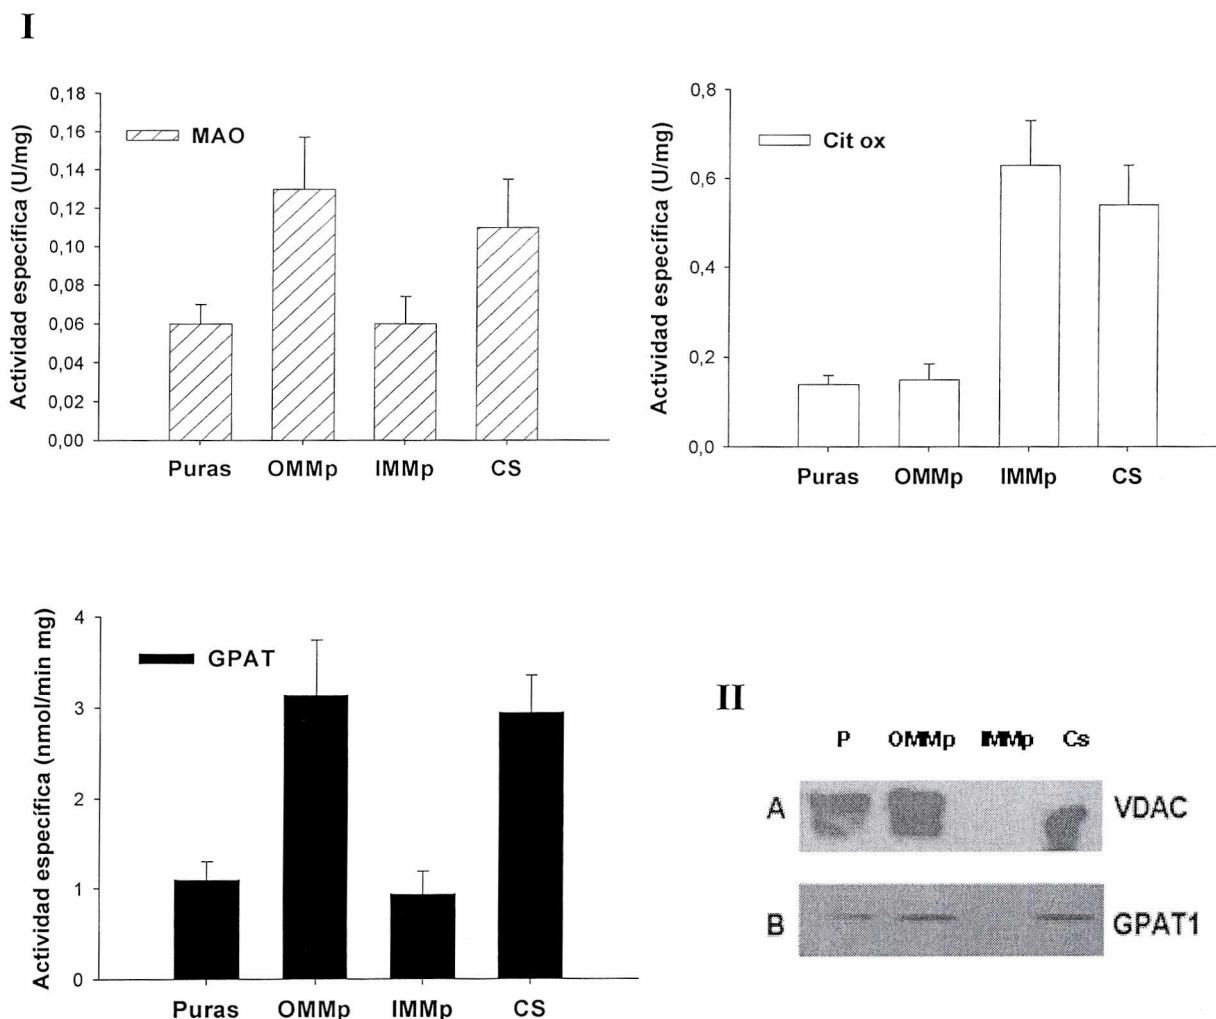 I
Actividad específica (U/mg)
0,18
0,16
0,14
0,12
0,10
0,08
0,06
0,04
0,02
0,00
MAO
Puras OMMp IMMp CS
Actividad específica (U/mg)
0,8
0,6
0,4
0,2
0,0
Cit ox
Puras OMMp IMMp CS
Actividad específica (nmol/min mg)
4
3
2
1
0
GPAT
Puras OMMp IMMp CS
II
P OMMp IMMp Cs
A VDAC
B GPAT1